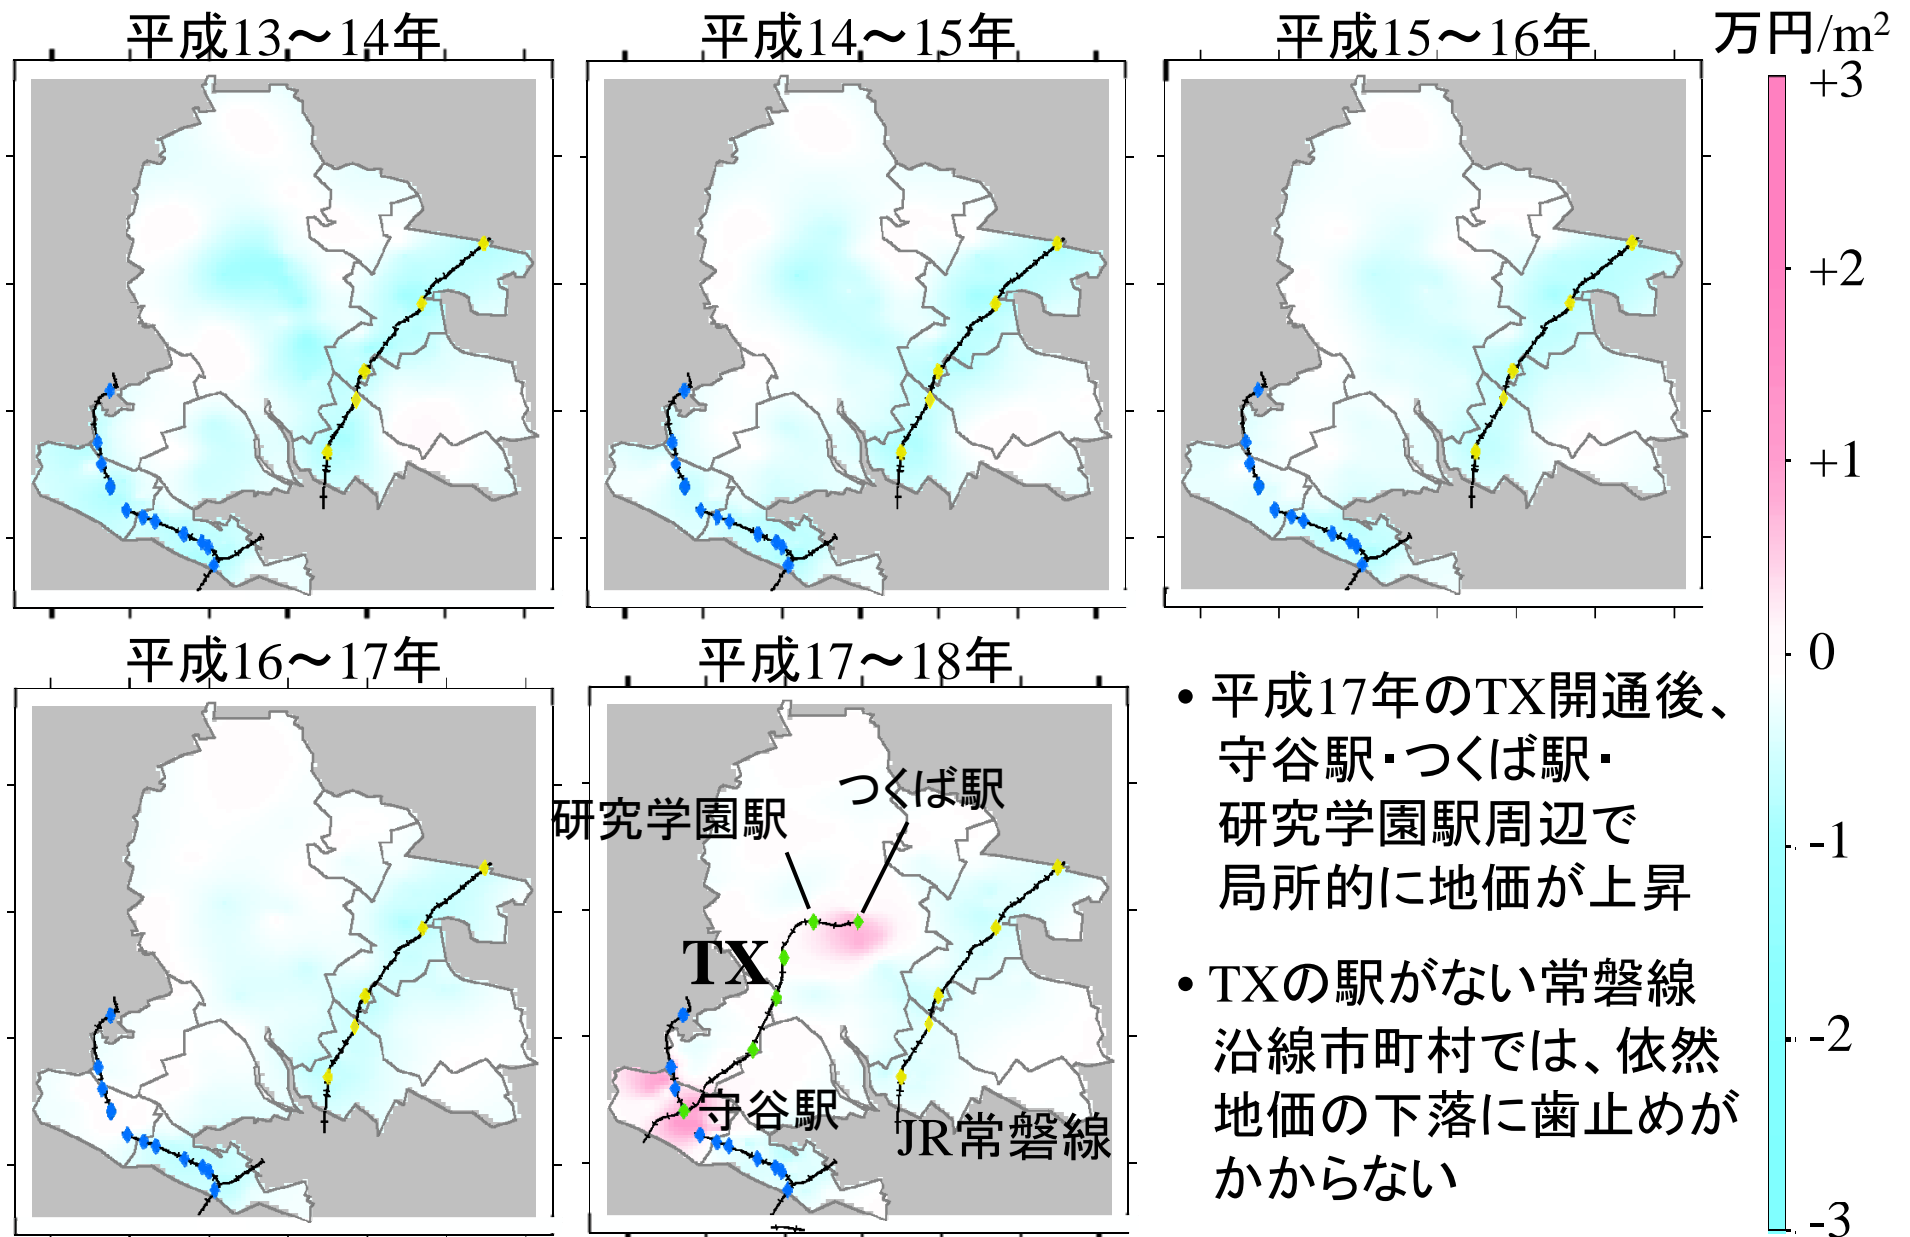 平成13～14年
平成14～15年
平成15～16年
万円/m²
+3
+2
+1
0
-1
-2
-3
平成16～17年
平成17～18年
つくば駅
研究学園駅
TX
守谷駅
JR常磐線
• 平成17年のTX開通後、
守谷駅・つくば駅・
研究学園駅周辺で
局所的に地価が上昇
• TXの駅がない常磐線
沿線市町村では、依然
地価の下落に歯止めが
かからない